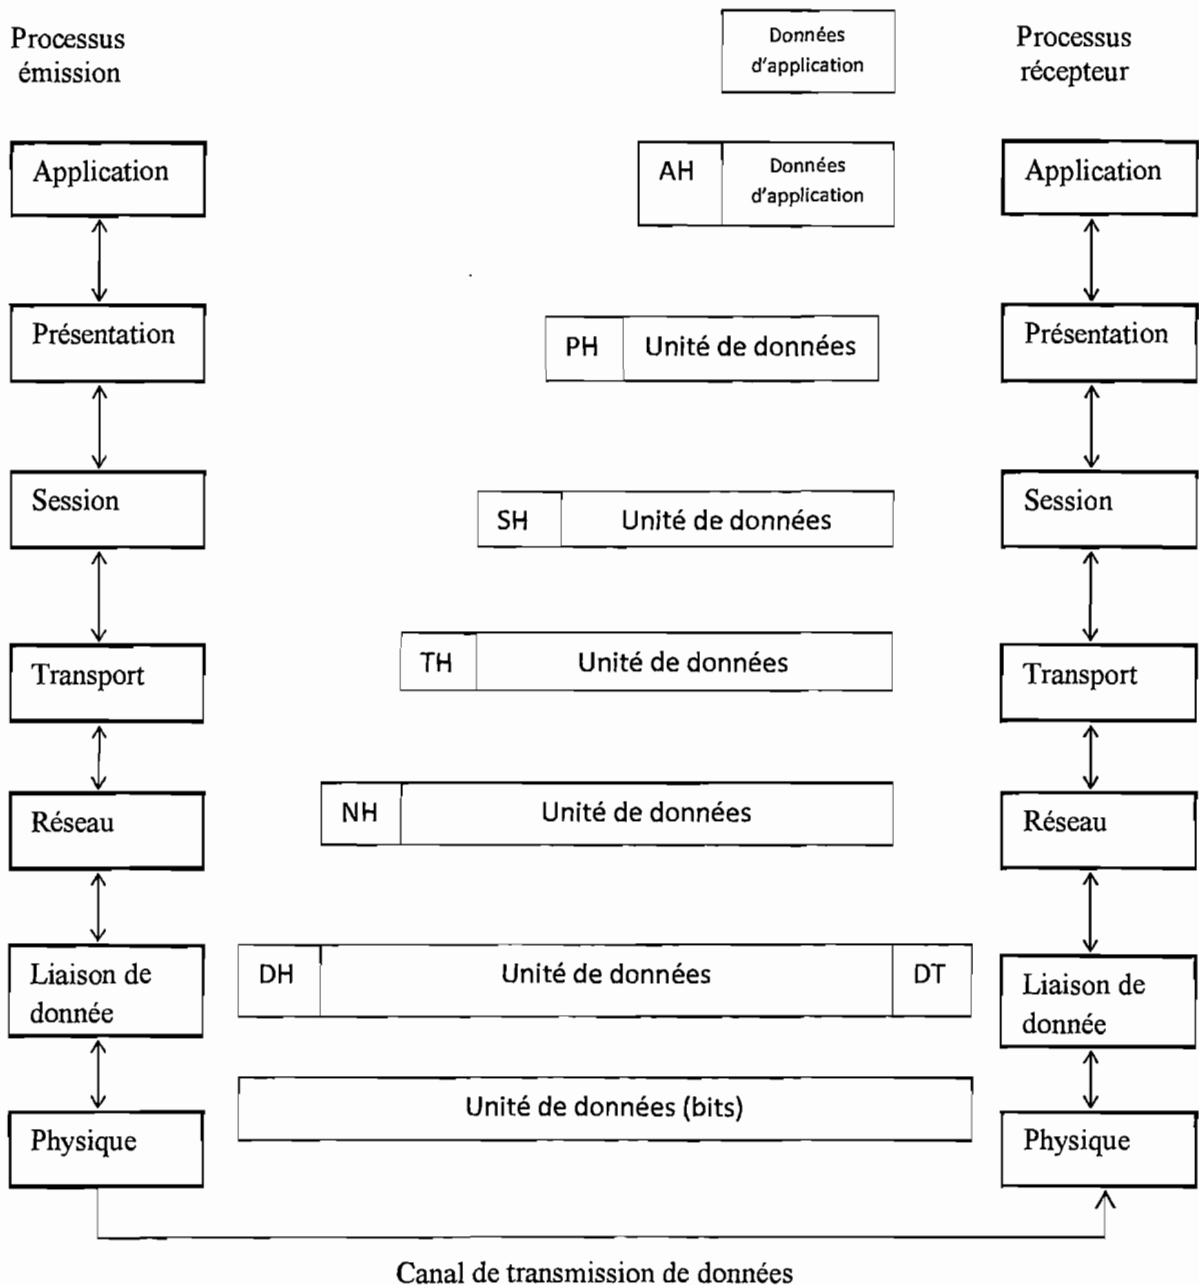 Processus
émission
Données
d'application
Processus
récepteur
Application
AH
Données
d'application
Application
Présentation
PH
Unité de données
Présentation
Session
SH
Unité de données
Session
Transport
TH
Unité de données
Transport
Réseau
NH
Unité de données
Réseau
Liaison de
donnée
DH
Unité de données
DT
Liaison de
donnée
Unité de données (bits)
Physique
Physique
Canal de transmission de données